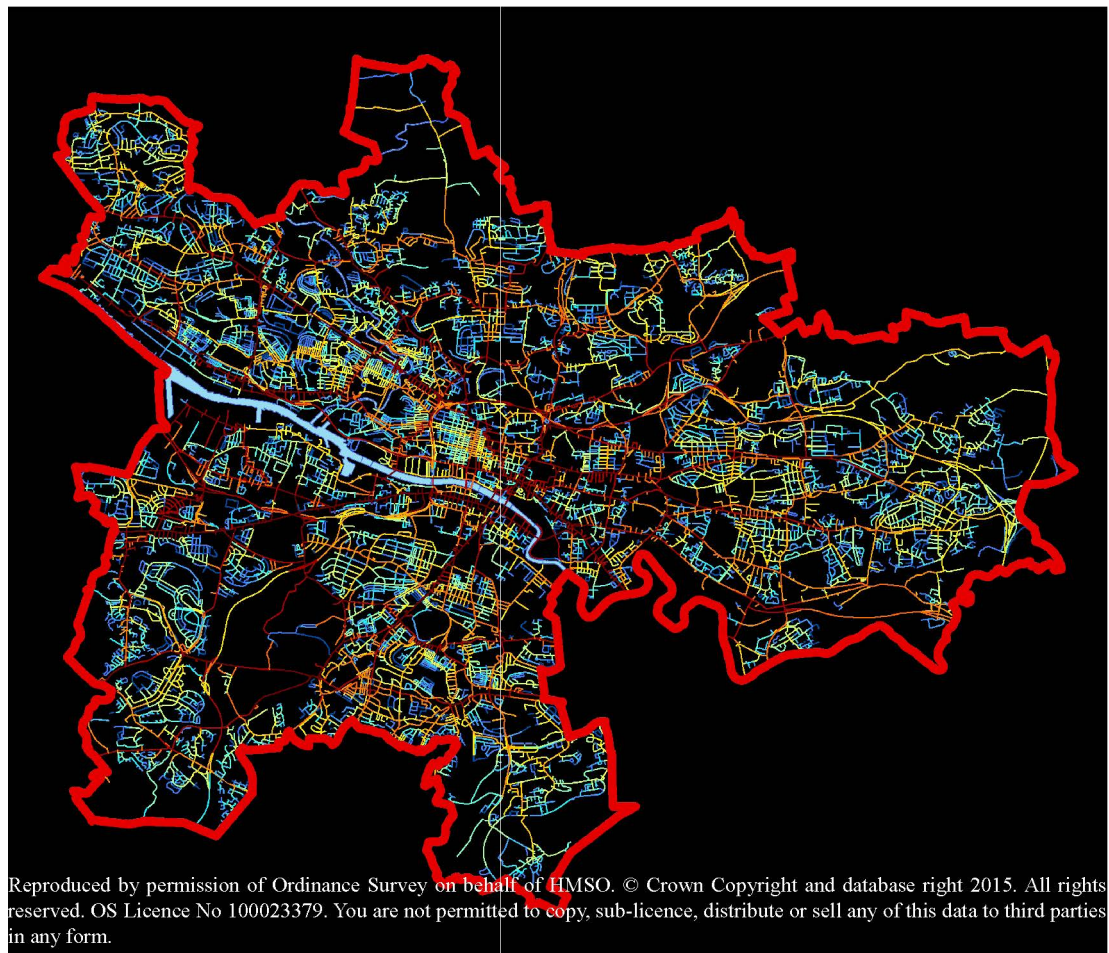 Reproduced by permission of Ordinance Survey on behalf of HMSO. © Crown Copyright and database right 2015. All rights
reserved. OS Licence No 100023379. You are not permitted to copy, sub-licence, distribute or sell any of this data to third parties
in any form.